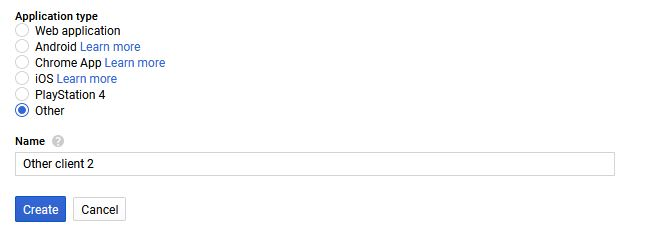 Application type
Web application
Android Learn more
Chrome App Learn more
iOS Learn more
PlayStation 4
Other
Name ?
Other client 2
Create Cancel